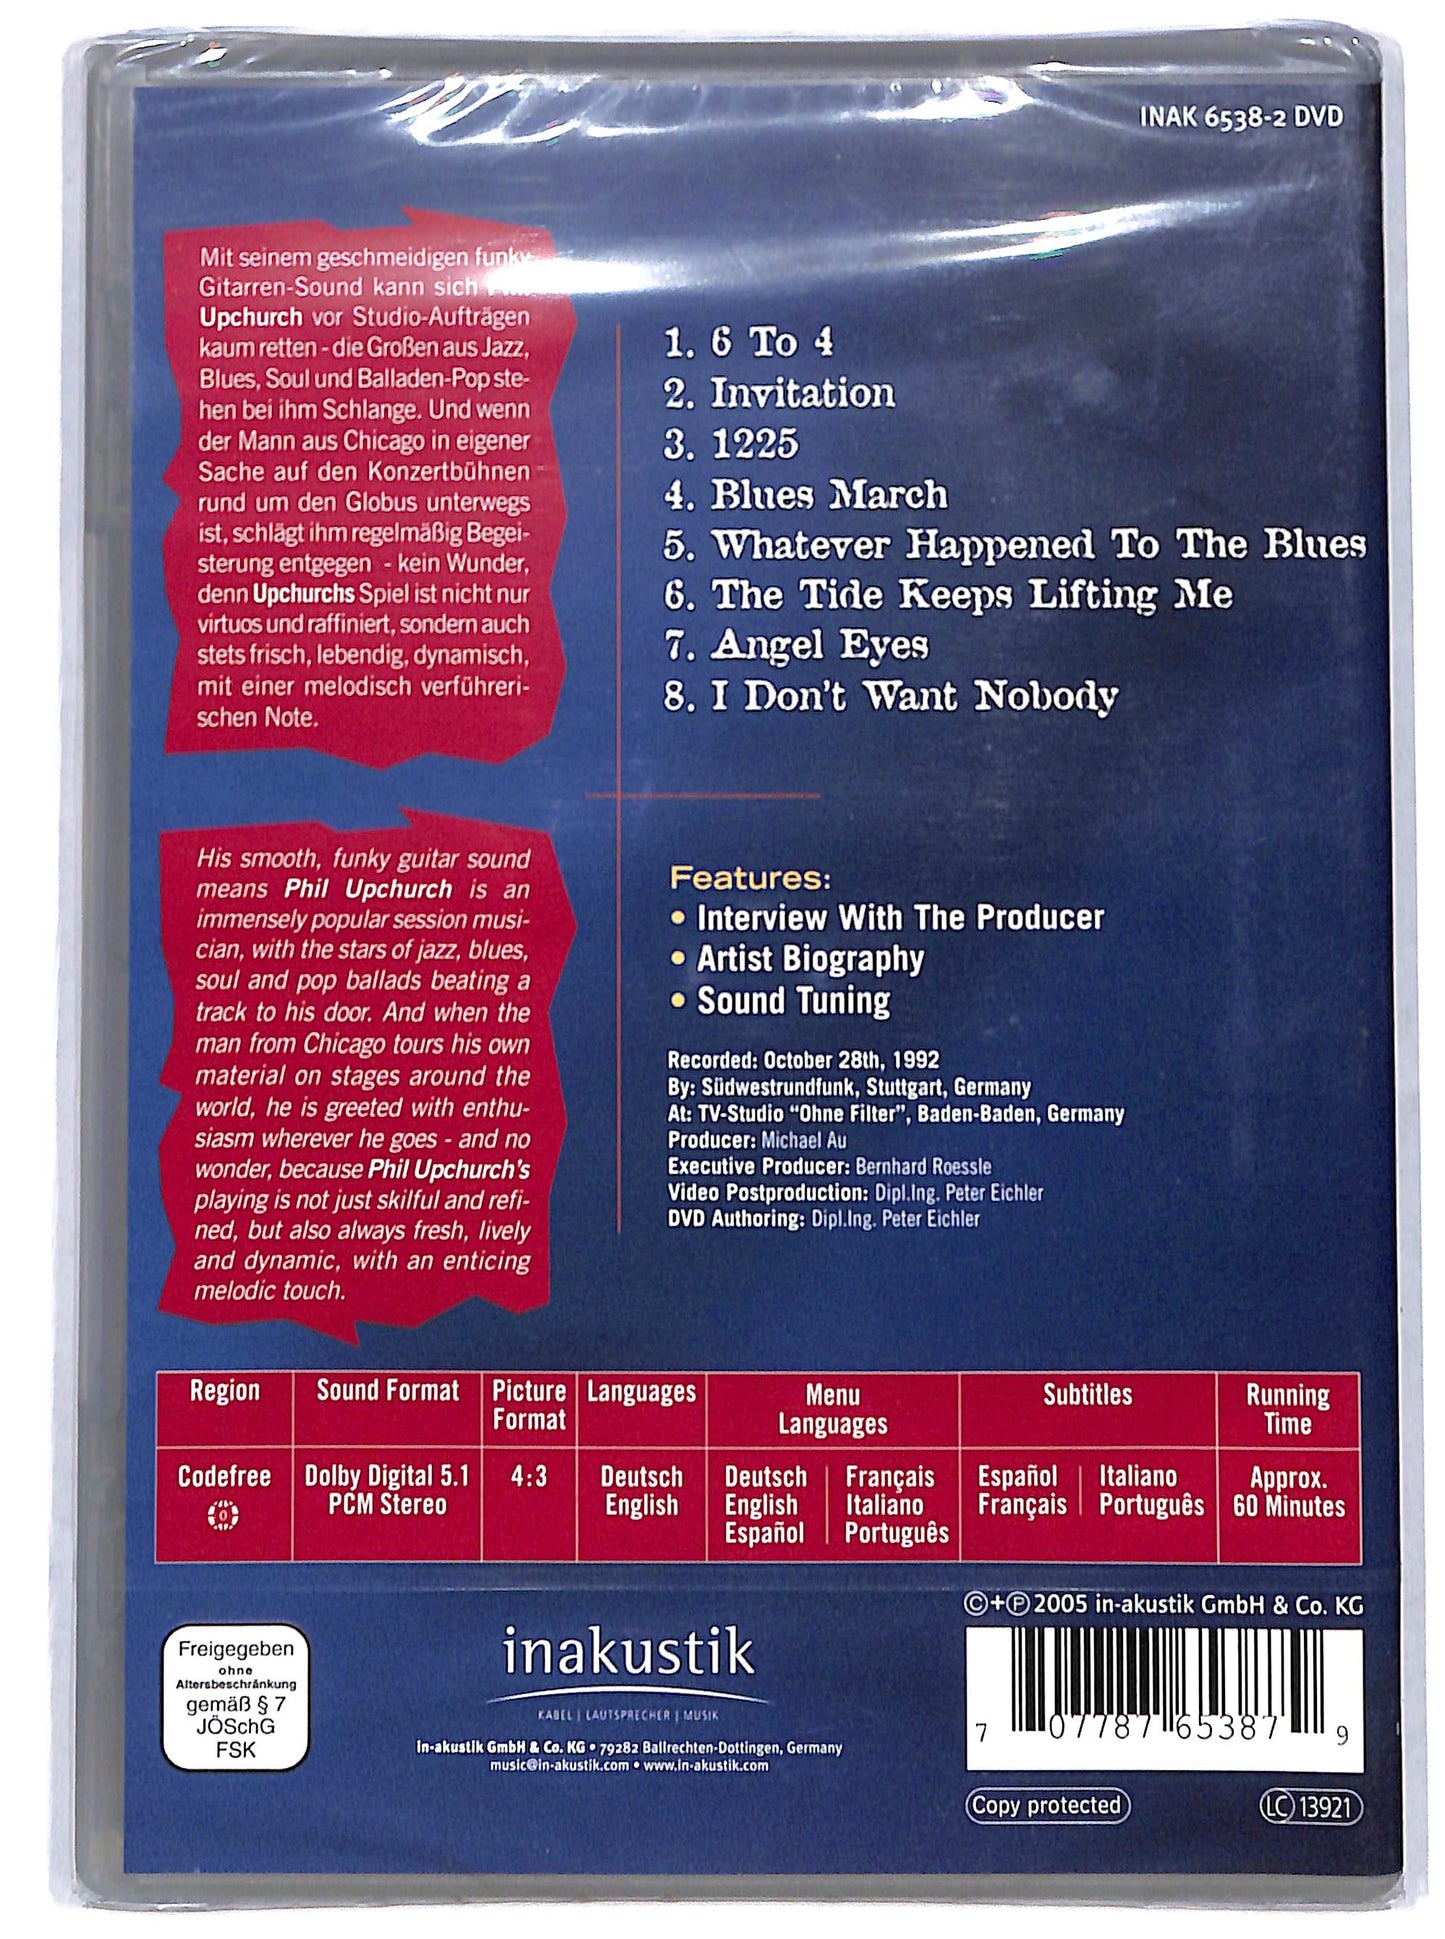 INAK 6538-2 DVD
Mit seinem geschmeidigen funky
Gitarren-Sound kann sich
Upchurch vor Studio-Aufträgen
kaum retten - die Großen aus Jazz,
Blues, Soul und Balladen-Pop ste-
hen bei ihm Schlange. Und wenn
der Mann aus Chicago in eigener
Sache auf den Konzertbühnen
rund um den Globus unterwegs
ist, schlägt ihm regelmäßig Begei-
sterung entgegen - kein Wunder,
denn Upchurchs Spiel ist nicht nur
virtuos und raffiniert, sondern auch
stets frisch, lebendig, dynamisch,
mit einer melodisch verführeri-
schen Note.
1. 6 To 4
2. Invitation
3. 1225
4. Blues March
5. Whatever Happened To The Blues
6. The Tide Keeps Lifting Me
7. Angel Eyes
8. I Don't Want Nobody
His smooth, funky guitar sound
means Phil Upchurch is an
immensely popular session musi-
cian, with the stars of jazz, blues,
soul and pop ballads beating a
track to his door. And when the
man from Chicago tours his own
material on stages around the
world, he is greeted with enthu-
siasm wherever he goes - and no
wonder, because Phil Upchurch's
playing is not just skilful and refi-
ned, but also always fresh, lively
and dynamic, with an enticing
melodic touch.
Features:
• Interview With The Producer
• Artist Biography
• Sound Tuning
Recorded: October 28th, 1992
By: Südwestrundfunk, Stuttgart, Germany
At: TV-Studio "Ohne Filter", Baden-Baden, Germany
Producer: Michael Au
Executive Producer: Bernhard Roessle
Video Postproduction: Dipl.Ing. Peter Eichler
DVD Authoring: Dipl.Ing. Peter Eichler
Region
Codefree
0
Sound Format
Dolby Digital 5.1
PCM Stereo
Picture
Format
4:3
Languages
Deutsch
English
Menu
Languages
Deutsch
English
Español
Français
Italiano
Português
Subtitles
Español
Français
Italiano
Português
Running
Time
Approx.
60 Minutes
©+℗ 2005 in-akustik GmbH & Co. KG
Freigegeben
ohne
Altersbeschränkung
gemäß § 7
JÖSchG
FSK
inakustik
KABEL | LAUTSPRECHER | MUSIK
in-akustik GmbH & Co. KG • 79282 Ballrechten-Dottingen, Germany
music@in-akustik.com • www.in-akustik.com
7 07787 65387 9
Copy protected
LC 13921